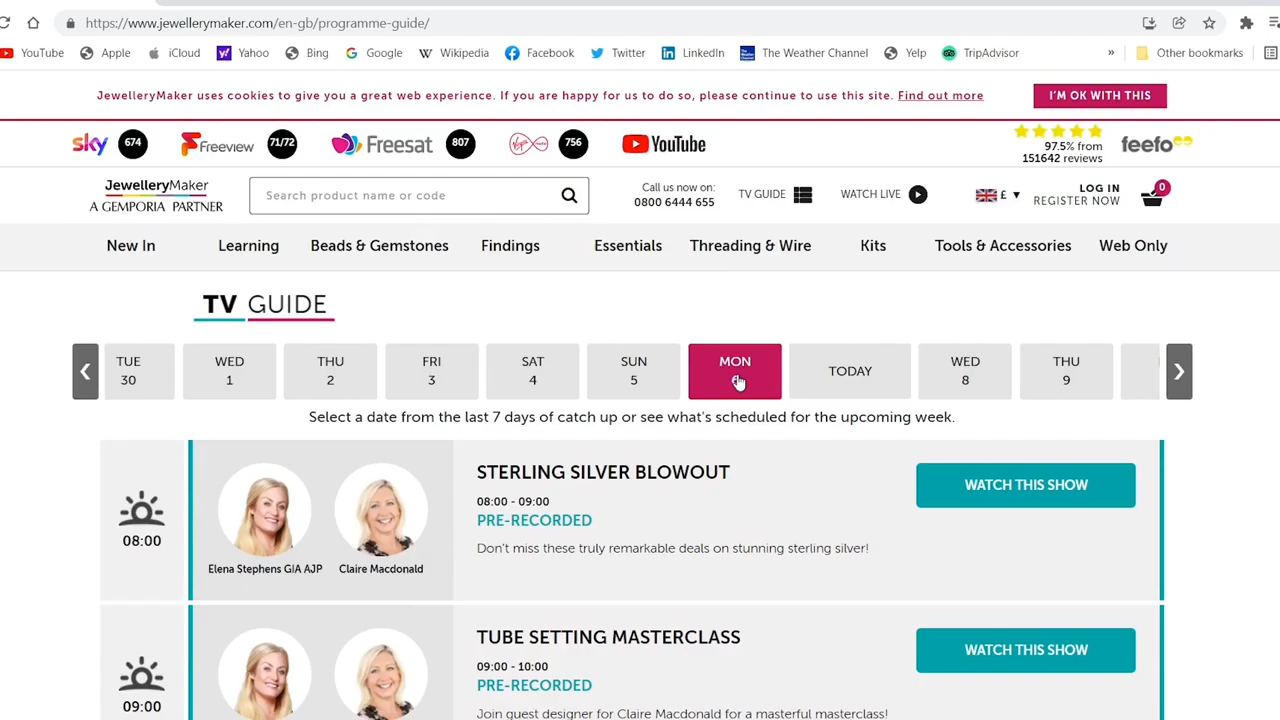 https://www.jewellerymaker.com/en-gb/programme-guide/
YouTube Apple iCloud Yahoo Bing Google Wikipedia Facebook Twitter LinkedIn The Weather Channel Yelp TripAdvisor » Other bookmarks
JewelleryMaker uses cookies to give you a great web experience. If you are happy for us to do so, please continue to use this site. Find out more
I'M OK WITH THIS
sky 674 Freeview 71/72 Freesat 807 756 YouTube
97.5% from
151642 reviews
feefo
JewelleryMaker
A GEMPORIA PARTNER
Search product name or code
Call us now on:
0800 6444 655
TV GUIDE
WATCH LIVE
£ ▼
LOG IN
REGISTER NOW
0
New In Learning Beads & Gemstones Findings Essentials Threading & Wire Kits Tools & Accessories Web Only
TV GUIDE
TUE WED THU FRI SAT SUN MON TODAY WED THU
30 1 2 3 4 5 8 9
Select a date from the last 7 days of catch up or see what's scheduled for the upcoming week.
08:00
Elena Stephens GIA AJP
Claire Macdonald
STERLING SILVER BLOWOUT
08:00 - 09:00
PRE-RECORDED
Don't miss these truly remarkable deals on stunning sterling silver!
WATCH THIS SHOW
09:00
TUBE SETTING MASTERCLASS
09:00 - 10:00
PRE-RECORDED
Join guest designer for Claire Macdonald for a masterful masterclass!
WATCH THIS SHOW